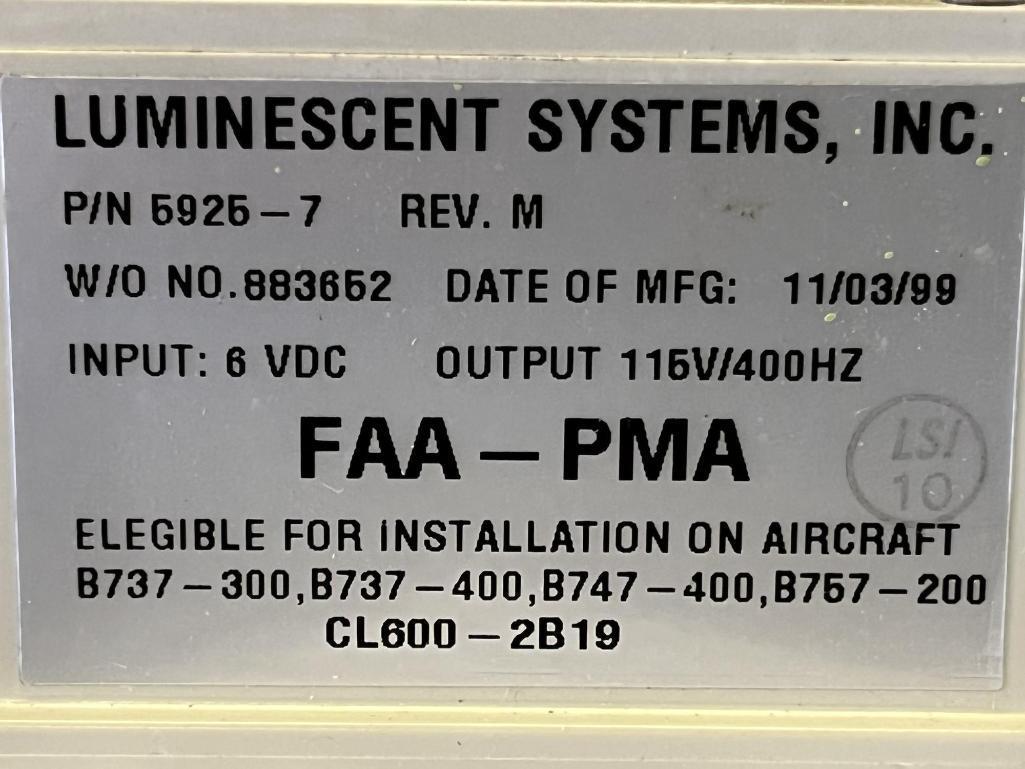 LUMINESCENT SYSTEMS, INC.
P/N 5925-7 REV. M
W/O NO.883652 DATE OF MFG: 11/03/99
INPUT: 6 VDC OUTPUT 115V/400HZ
FAA-PMA
LSI
10
ELEGIBLE FOR INSTALLATION ON AIRCRAFT
B737-300,B737-400,B747-400,B757-200
CL600-2B19